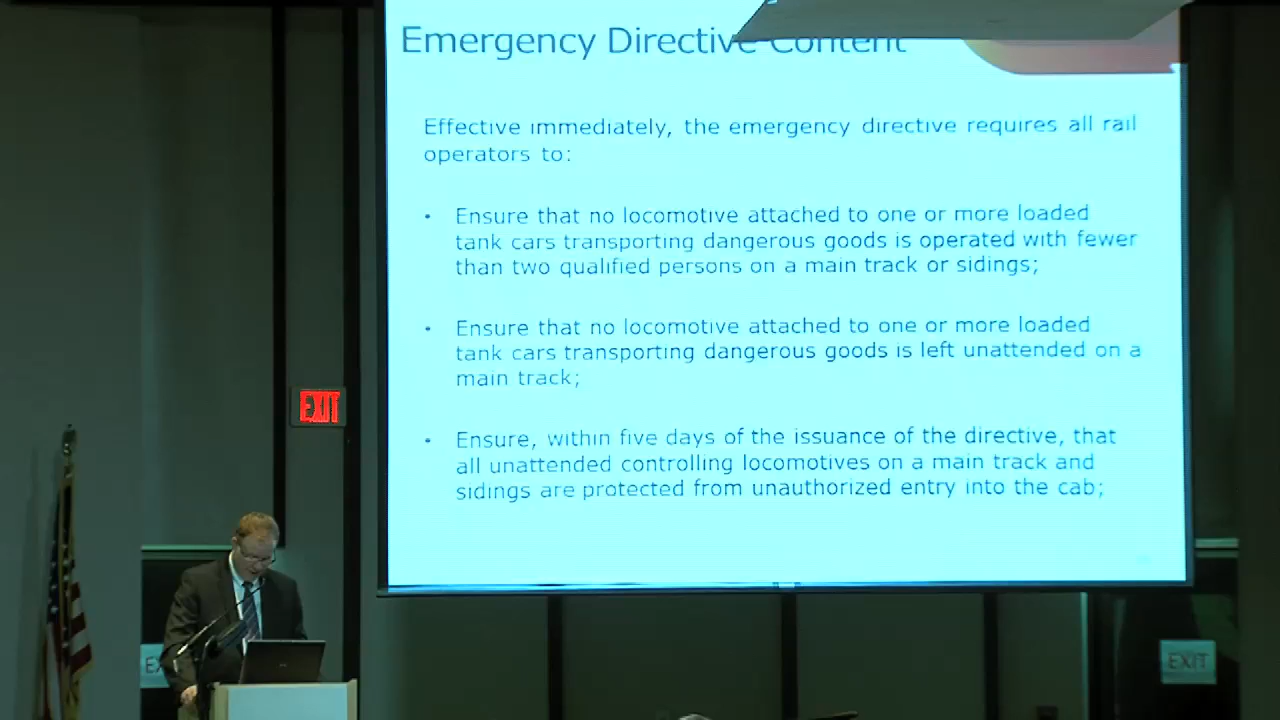 Emergency Directive Content
Effective immediately, the emergency directive requires all rail
operators to:
• Ensure that no locomotive attached to one or more loaded
tank cars transporting dangerous goods is operated with fewer
than two qualified persons on a main track or sidings;
• Ensure that no locomotive attached to one or more loaded
tank cars transporting dangerous goods is left unattended on a
main track;
• Ensure, within five days of the issuance of the directive, that
all unattended controlling locomotives on a main track and
sidings are protected from unauthorized entry into the cab;
EXIT
EX
EXIT